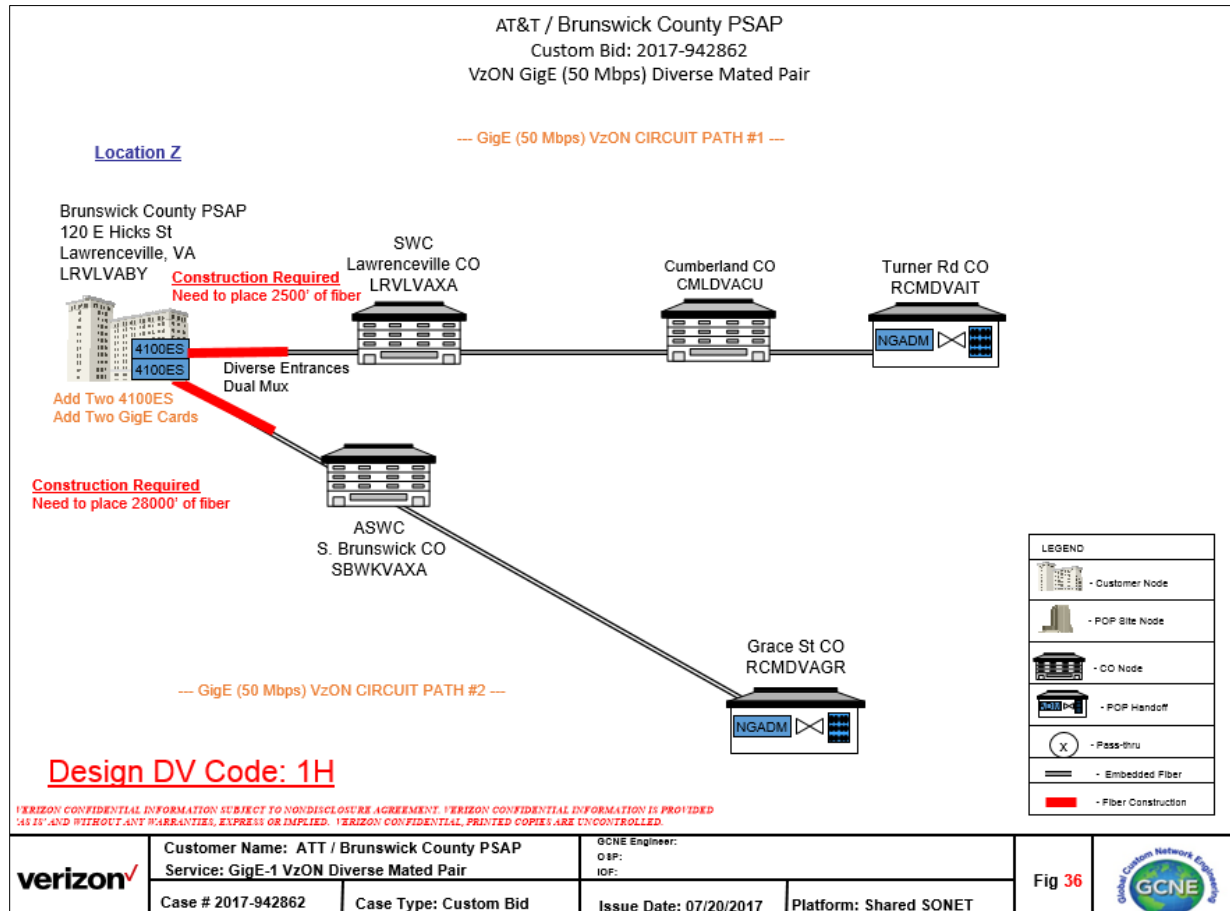 AT&T / Brunswick County PSAP
Custom Bid: 2017-942862
VzON GigE (50 Mbps) Diverse Mated Pair
--- GigE (50 Mbps) VzON CIRCUIT PATH #1 ---
Location Z
Brunswick County PSAP
120 E Hicks St
Lawrenceville, VA
LRVLVABY
Construction Required
Need to place 2500' of fiber
SWC
Lawrenceville CO
LRVLVAXA
Cumberland CO
CMLDVACU
Turner Rd CO
RCMDVAIT
NGADM
4100ES
4100ES
Diverse Entrances
Dual Mux
Add Two 4100ES
Add Two GigE Cards
Construction Required
Need to place 28000' of fiber
ASWC
S. Brunswick CO
SBWKVAXA
Grace St CO
RCMDVAGR
NGADM
--- GigE (50 Mbps) VzON CIRCUIT PATH #2 ---
Design DV Code: 1H
LEGEND
- Customer Node
- POP Site Node
- CO Node
ADM
- POP Handoff
X
- Pass-thru
- Embedded Fiber
- Fiber Construction
VERIZON CONFIDENTIAL INFORMATION SUBJECT TO NONDISCLOSURE AGREEMENT. VERIZON CONFIDENTIAL INFORMATION IS PROVIDED
'AS IS' AND WITHOUT ANT WARRANTIES, EXPRESS OR IMPLIED. VERIZON CONFIDENTIAL, PRINTED COPIES ARE UNCONTROLLED.
verizon✓
Customer Name: ATT / Brunswick County PSAP
Service: GigE-1 VzON Diverse Mated Pair
Case # 2017-942862
Case Type: Custom Bid
GCNE Engineer:
OSP:
IOF:
Issue Date: 07/20/2017
Platform: Shared SONET
Fig 36
Global Custom Network Engineering
GCNE